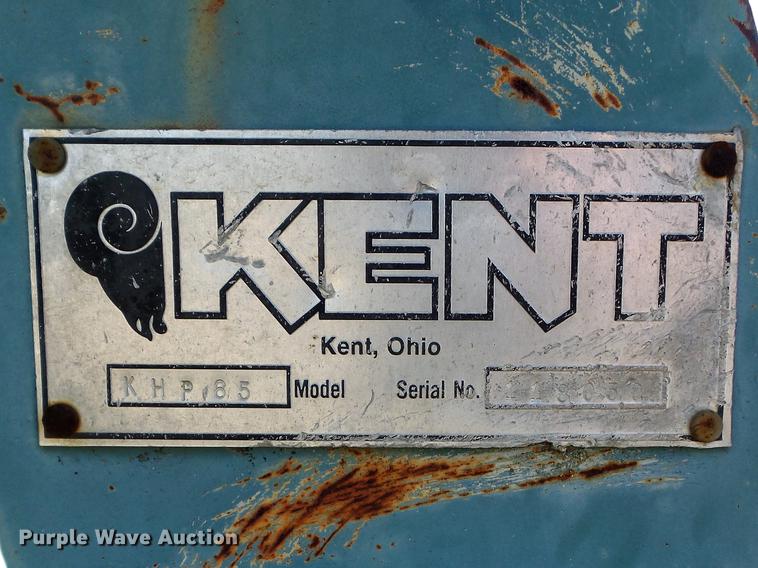 KENT
Kent, Ohio
KHP 85 Model Serial No.
Purple Wave Auction